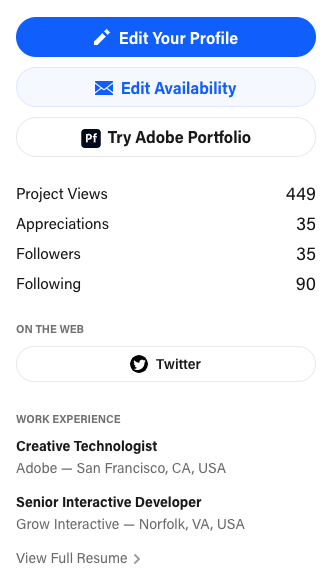 Edit Your Profile
Edit Availability
Pf Try Adobe Portfolio
Project Views 449
Appreciations 35
Followers 35
Following 90
ON THE WEB
Twitter
WORK EXPERIENCE
Creative Technologist
Adobe — San Francisco, CA, USA
Senior Interactive Developer
Grow Interactive — Norfolk, VA, USA
View Full Resume >